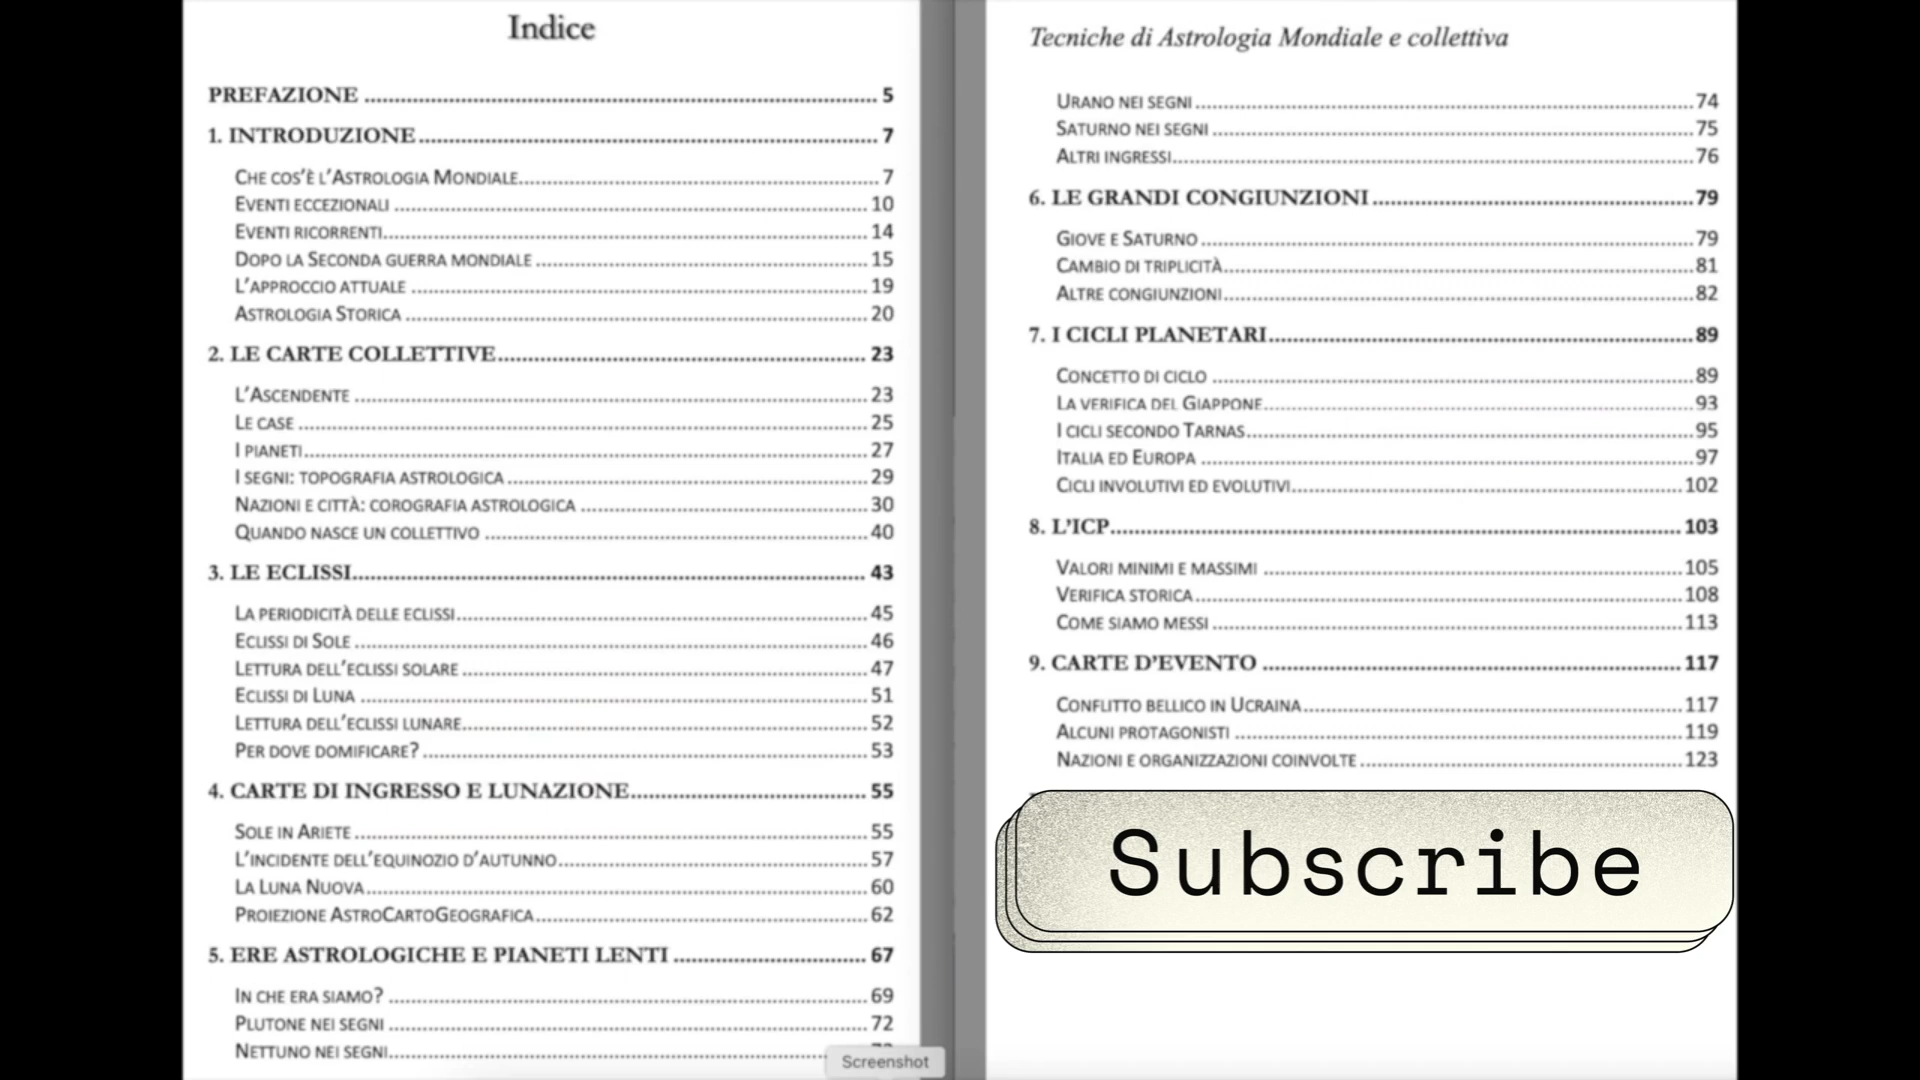 Indice
PREFAZIONE ........ 5
1. INTRODUZIONE ........ 7
Che cos'è l'Astrologia Mondiale ........ 7
Eventi eccezionali ........ 10
Eventi ricorrenti ........ 14
Dopo la Seconda guerra mondiale ........ 15
L'approccio attuale ........ 19
Astrologia Storica ........ 20
2. LE CARTE COLLETTIVE ........ 23
L'Ascendente ........ 23
Le case ........ 25
I pianeti ........ 27
I segni: topografia astrologica ........ 29
Nazioni e città: corografia astrologica ........ 30
Quando nasce un collettivo ........ 40
3. LE ECLISSI ........ 43
La periodicità delle eclissi ........ 45
Eclissi di Sole ........ 46
Lettura dell'eclissi solare ........ 47
Eclissi di Luna ........ 51
Lettura dell'eclissi lunare ........ 52
Per dove domificare? ........ 53
4. CARTE DI INGRESSO E LUNAZIONE ........ 55
Sole in Ariete ........ 55
L'incidente dell'equinozio d'autunno ........ 57
La Luna Nuova ........ 60
Proiezione AstroCartoGeografica ........ 62
5. ERE ASTROLOGICHE E PIANETI LENTI ........ 67
In che era siamo? ........ 69
Plutone nei segni ........ 72
Nettuno nei segni ........
Screenshot
Tecniche di Astrologia Mondiale e collettiva
Urano nei segni ........ 74
Saturno nei segni ........ 75
Altri ingressi ........ 76
6. LE GRANDI CONGIUNZIONI ........ 79
Giove e Saturno ........ 79
Cambio di triplicità ........ 81
Altre congiunzioni ........ 82
7. I CICLI PLANETARI ........ 89
Concetto di ciclo ........ 89
La verifica del Giappone ........ 93
I cicli secondo Tarnas ........ 95
Italia ed Europa ........ 97
Cicli involutivi ed evolutivi ........ 102
8. L'ICP ........ 103
Valori minimi e massimi ........ 105
Verifica storica ........ 108
Come siamo messi ........ 113
9. CARTE D'EVENTO ........ 117
Conflitto bellico in Ucraina ........ 117
Alcuni protagonisti ........ 119
Nazioni e organizzazioni coinvolte ........ 123
Subscribe